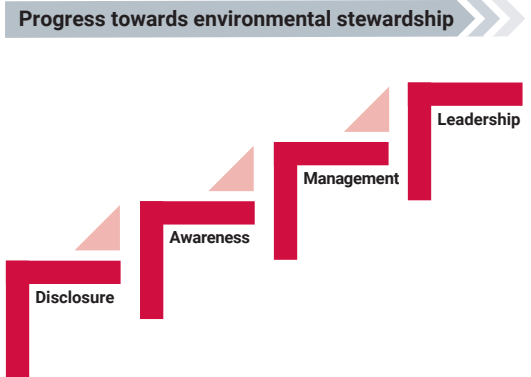 Progress towards environmental stewardship
Leadership
Management
Awareness
Disclosure